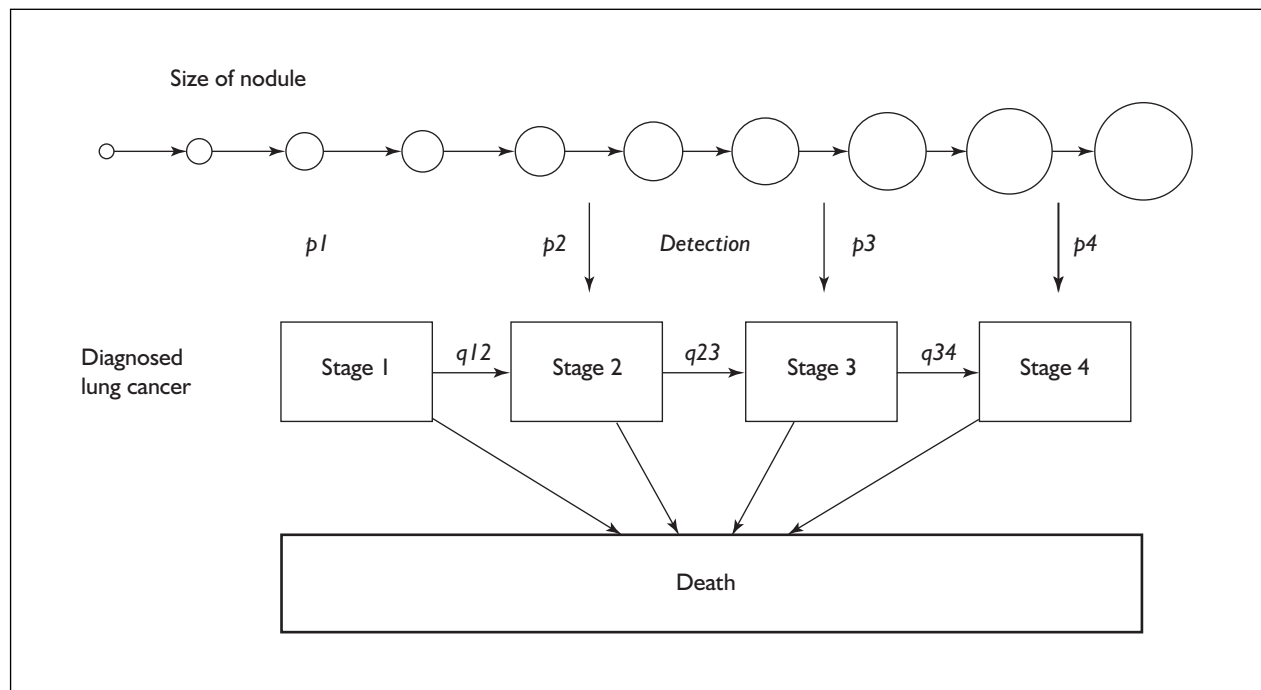 Size of nodule
p1
p2
Detection
p3
p4
Diagnosed
lung cancer
Stage 1
q12
Stage 2
q23
Stage 3
q34
Stage 4
Death